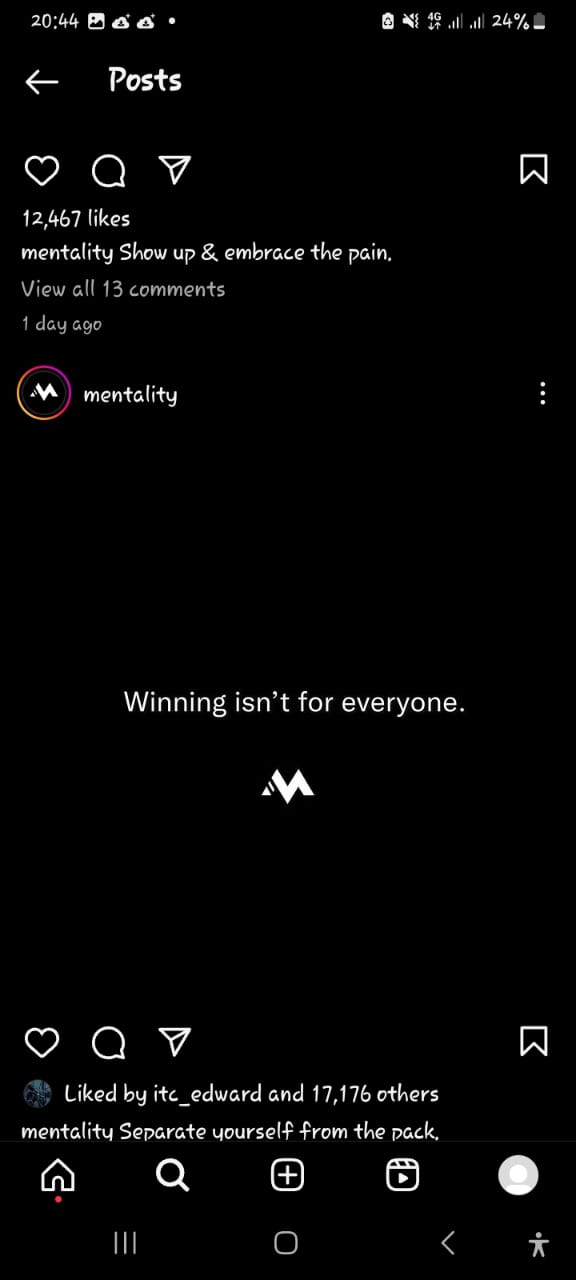 20:44
4G
24%
Posts
12,467 likes
mentality Show up & embrace the pain.
View all 13 comments
1 day ago
mentality
Winning isn't for everyone.
Liked by itc_edward and 17,176 others
mentality Separate yourself from the pack.